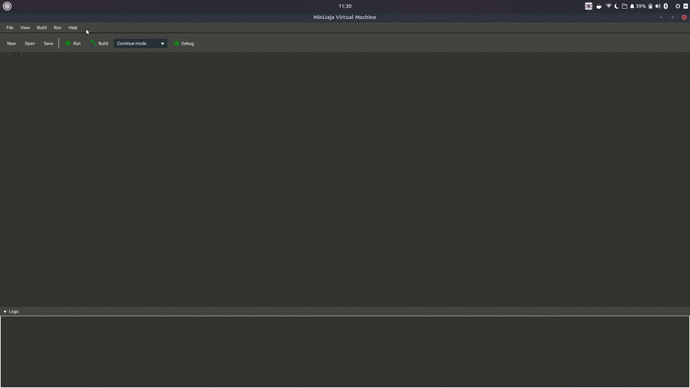 11:30
39%
MiniJaja Virtual Machine
File View Build Run Help
New Open Save Run Build Continue mode Debug
Logs